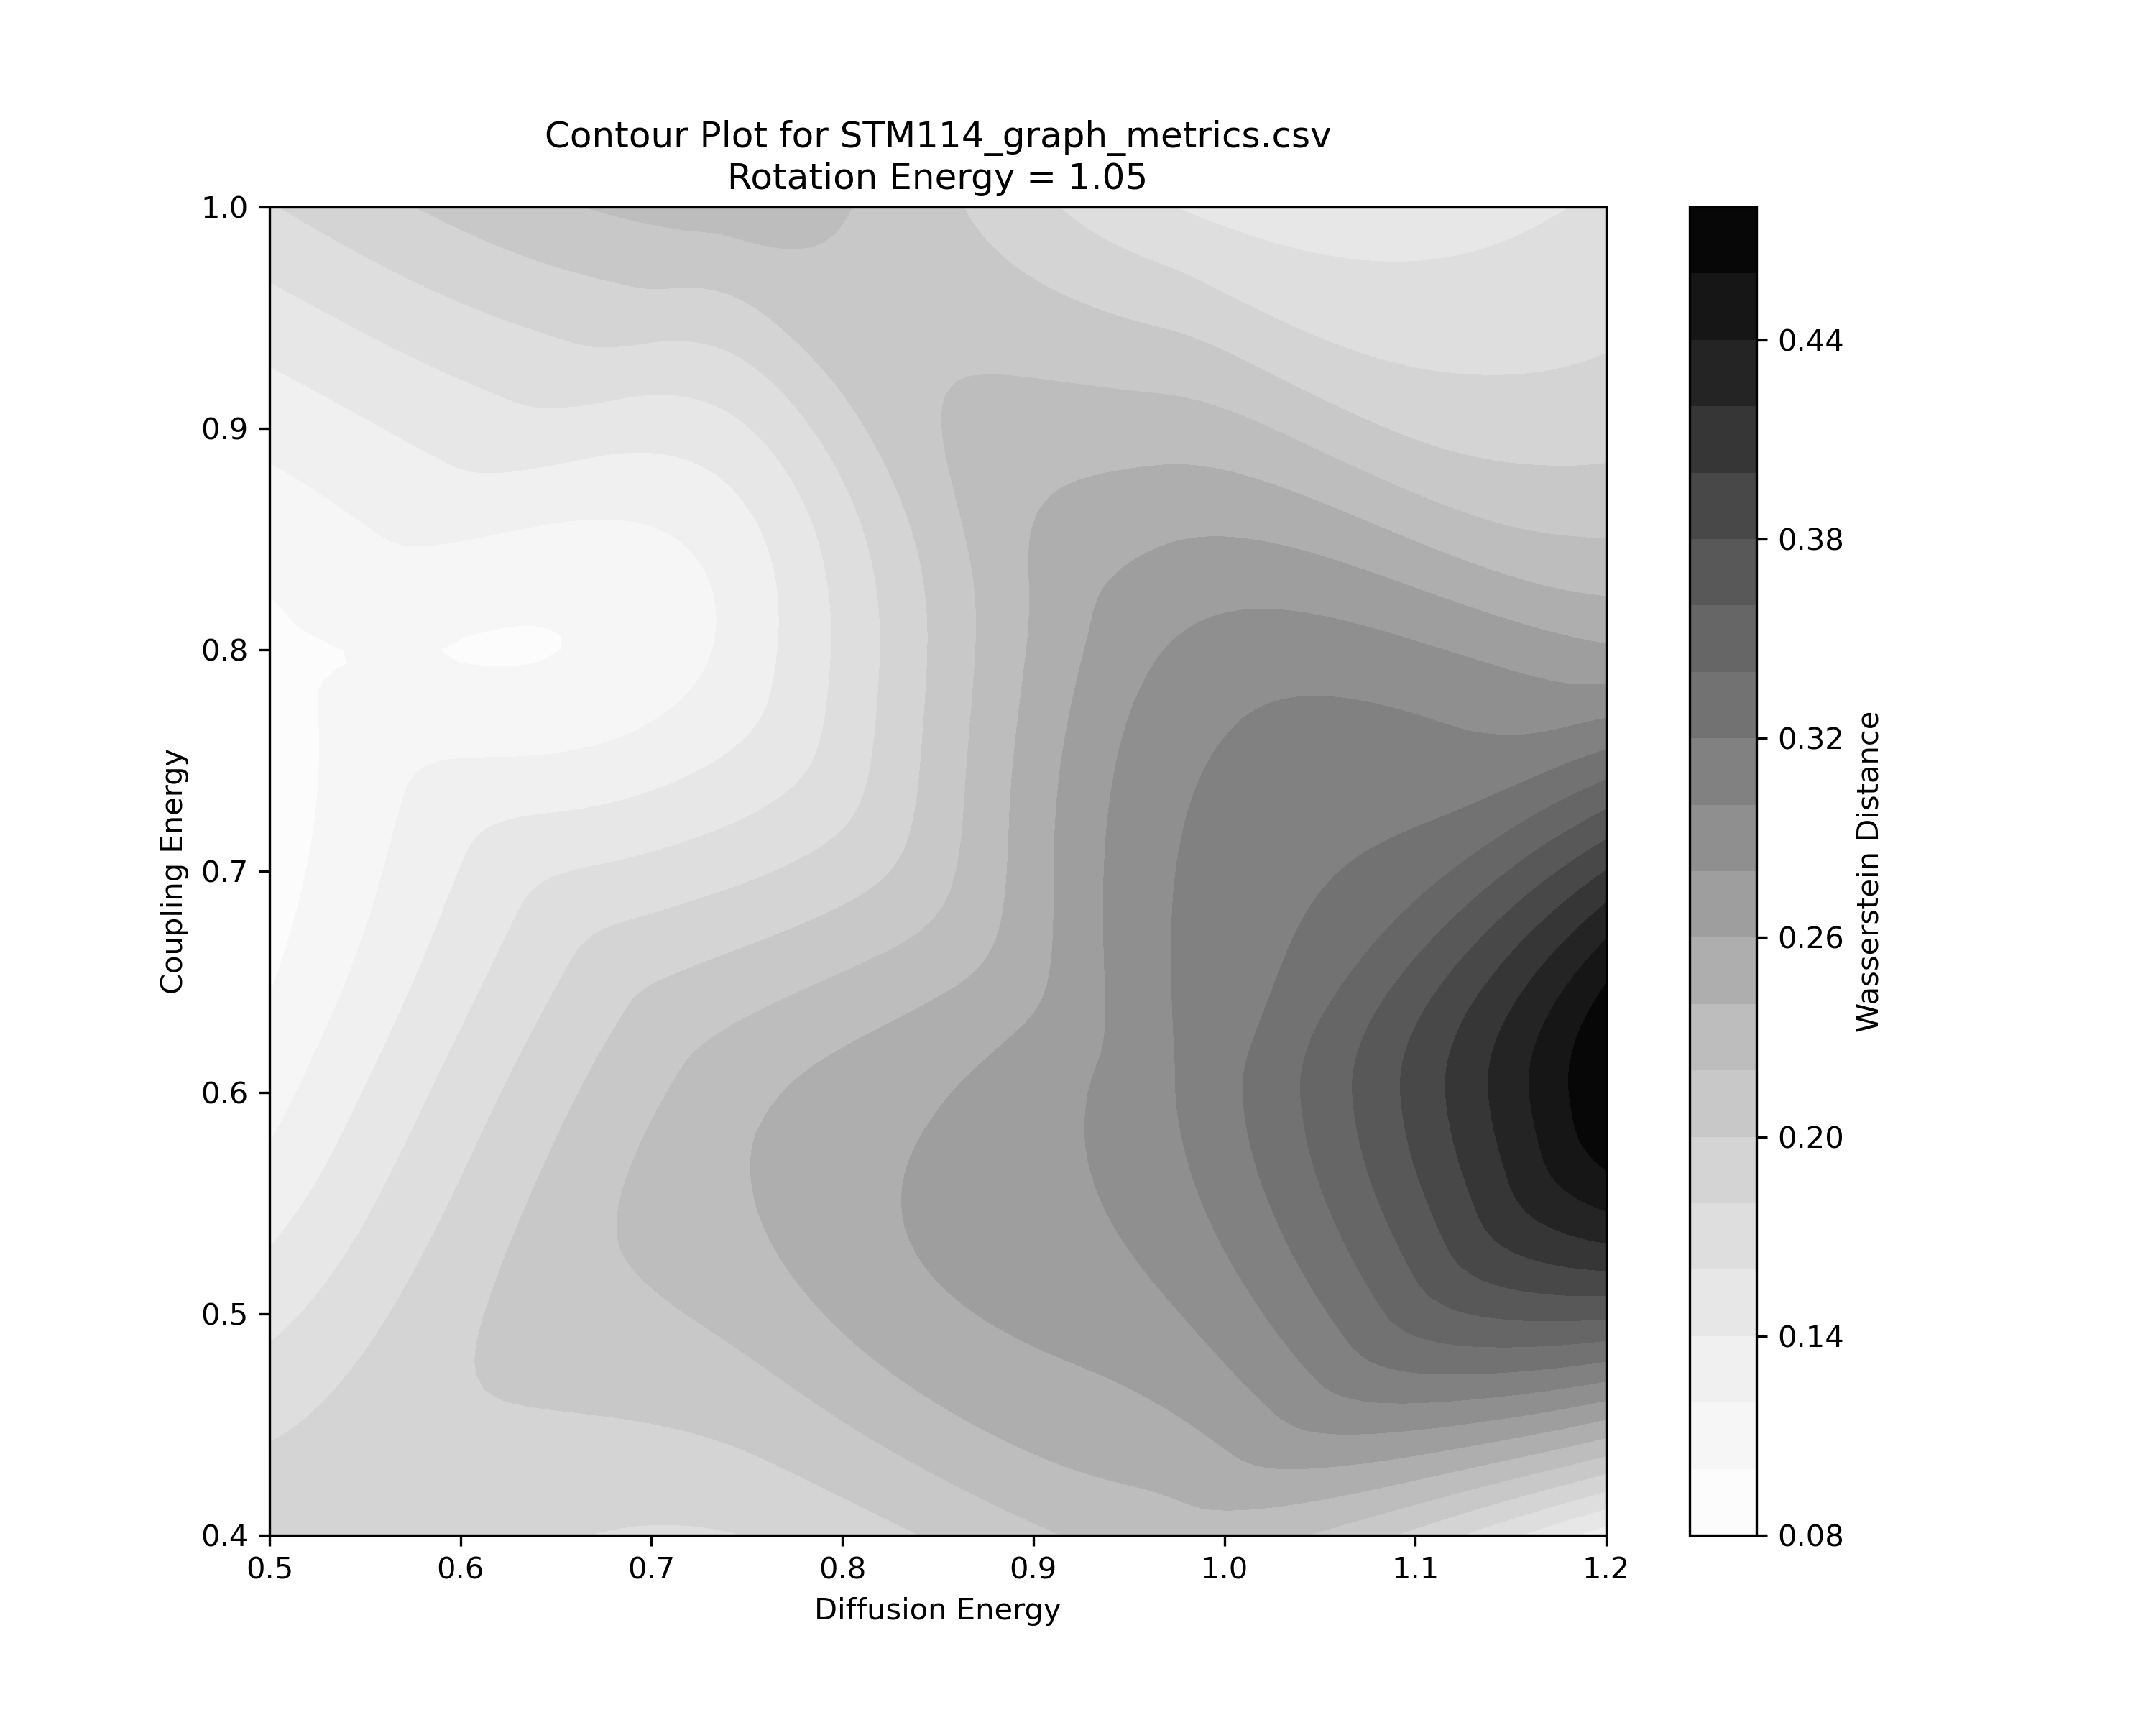 Contour Plot for STM114_graph_metrics.csv
Rotation Energy = 1.05
1.0
0.9
0.8
0.7
0.6
0.5
0.4
Coupling Energy
0.5 0.6 0.7 0.8 0.9 1.0 1.1 1.2
Diffusion Energy
0.44
0.38
0.32
0.26
0.20
0.14
0.08
Wasserstein Distance